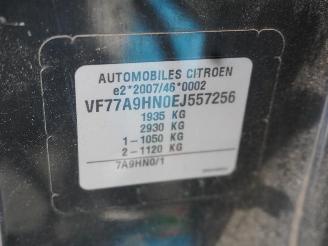 AUTOMOBILES CITROEN
e2*2007/46*0002
VF77A9HN0EJ557256
1935 KG
2930 KG
1-1050 KG
2-1120 KG
7A9HN0/1